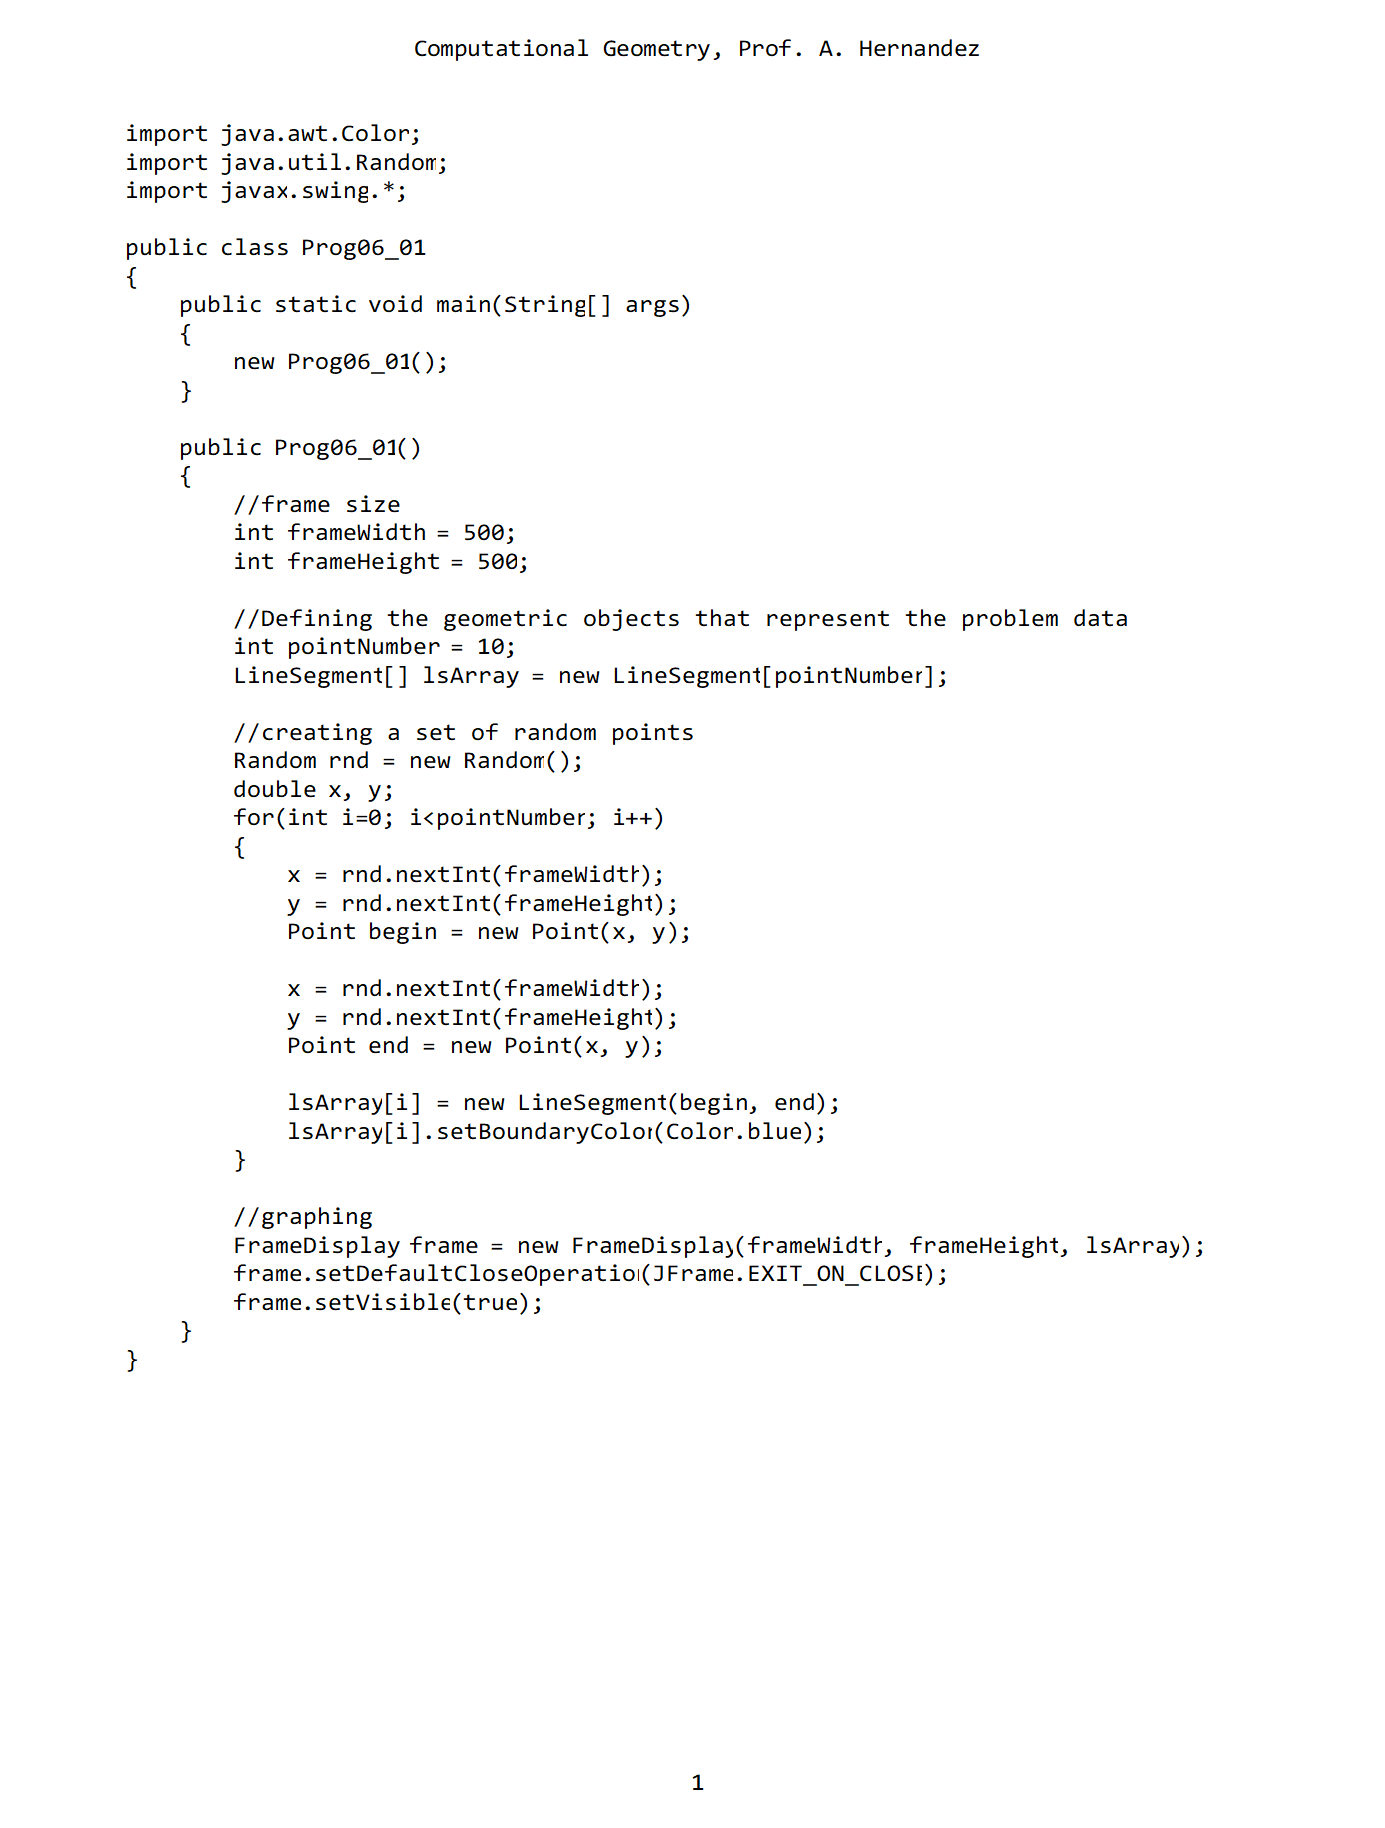 Computational Geometry, Prof. A. Hernandez
import java.awt.Color;
import java.util.Random;
import javax.swing.*;
public class Prog06_01
{
    public static void main(String[] args)
    {
        new Prog06_01();
    }
    public Prog06_01()
    {
        //frame size
        int frameWidth = 500;
        int frameHeight = 500;
        //Defining the geometric objects that represent the problem data
        int pointNumber = 10;
        LineSegment[] lsArray = new LineSegment[pointNumber];
        //creating a set of random points
        Random rnd = new Random();
        double x, y;
        for(int i=0; i<pointNumber; i++)
        {
            x = rnd.nextInt(frameWidth);
            y = rnd.nextInt(frameHeight);
            Point begin = new Point(x, y);
            x = rnd.nextInt(frameWidth);
            y = rnd.nextInt(frameHeight);
            Point end = new Point(x, y);
            lsArray[i] = new LineSegment(begin, end);
            lsArray[i].setBoundaryColor(Color.blue);
        }
        //graphing
        FrameDisplay frame = new FrameDisplay(frameWidth, frameHeight, lsArray);
        frame.setDefaultCloseOperation(JFrame.EXIT_ON_CLOSE);
        frame.setVisible(true);
    }
}
1